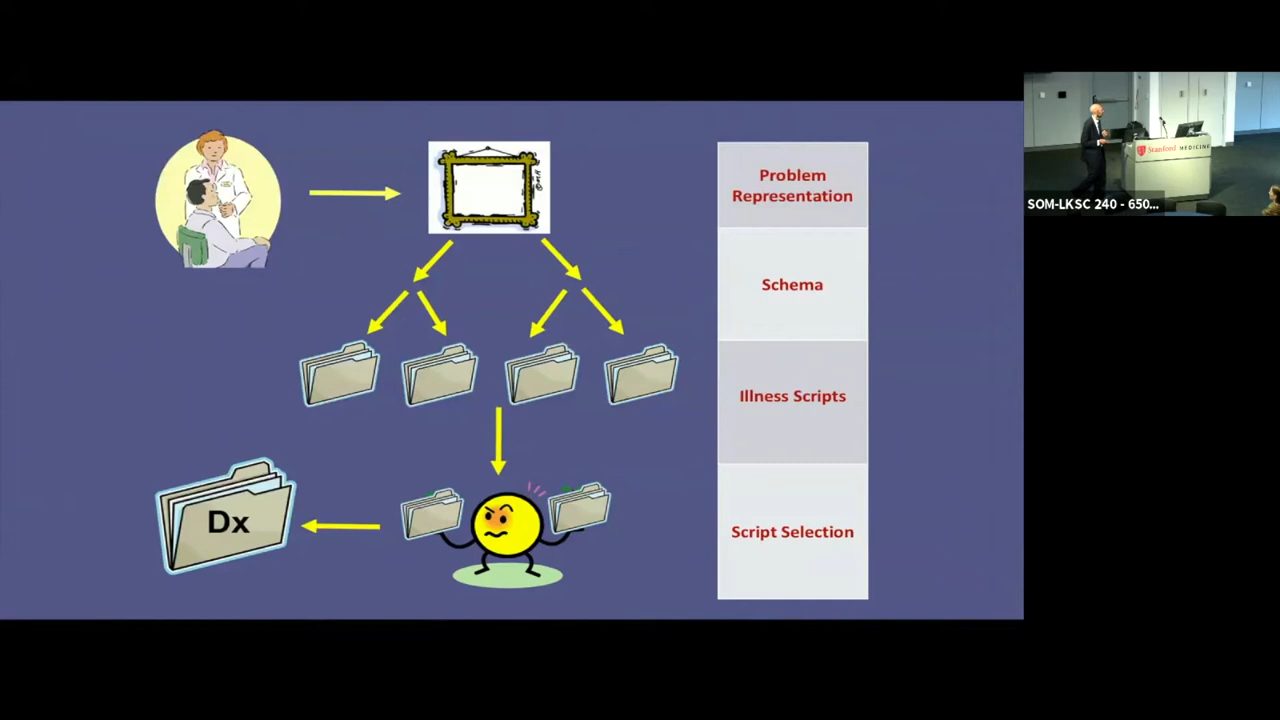 Problem
Representation
Schema
Illness Scripts
Script Selection
Dx
Stanford MEDICINE
SOM-LKSC 240 - 650...